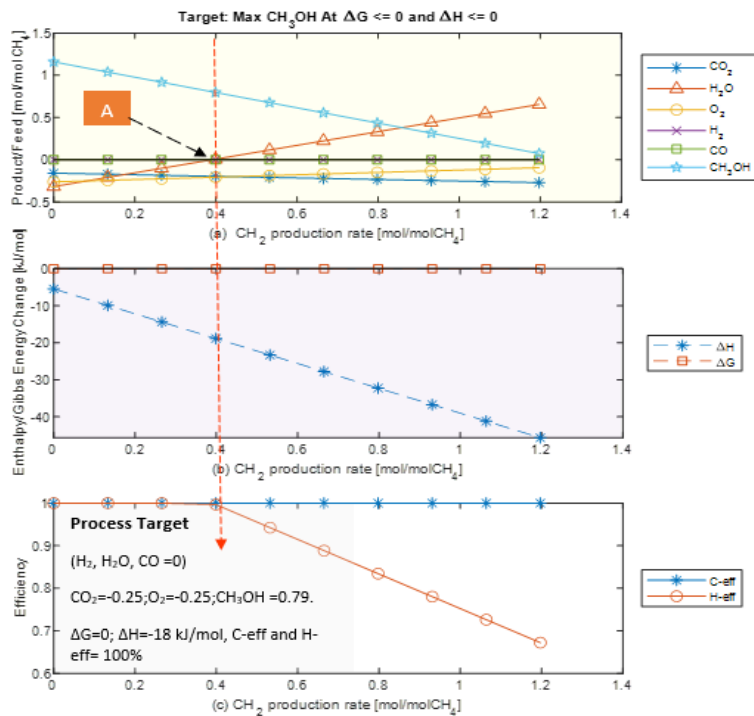 Target: Max CH₃OH At ΔG <= 0 and ΔH <= 0
Product/Feed [mol/molCH₄]
1.5
1
0.5
0
-0.5
A
0 0.2 0.4 0.6 0.8 1.0 1.2 1.4
(a) CH₂ production rate [mol/molCH₄]
CO₂
H₂O
O₂
H₂
CO
CH₃OH
Enthalpy/Gibbs Energy Change [kJ/mol]
0
-10
-20
-30
-40
0 0.2 0.4 0.6 0.8 1.0 1.2 1.4
(b) CH₂ production rate [mol/molCH₄]
ΔH
ΔG
Efficiency
1
0.9
0.8
0.7
0.6
Process Target
(H₂, H₂O, CO =0)
CO₂=-0.25;O₂=-0.25;CH₃OH =0.79.
ΔG=0; ΔH=-18 kJ/mol, C-eff and H-
eff= 100%
0 0.2 0.4 0.6 0.8 1.0 1.2 1.4
(c) CH₂ production rate [mol/molCH₄]
C-eff
H-eff